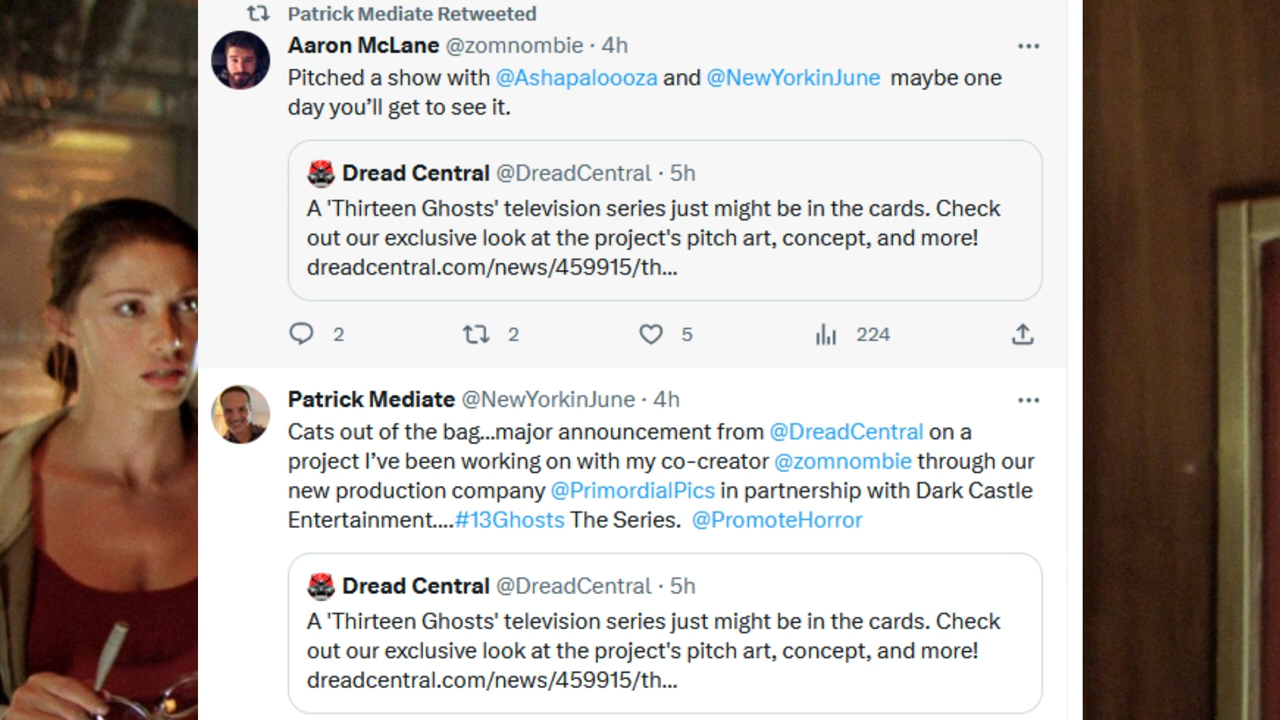 Patrick Mediate Retweeted
Aaron McLane @zomnombie · 4h
Pitched a show with @Ashapaloooza and @NewYorkinJune maybe one
day you’ll get to see it.
Dread Central @DreadCentral · 5h
A 'Thirteen Ghosts' television series just might be in the cards. Check
out our exclusive look at the project's pitch art, concept, and more!
dreadcentral.com/news/459915/th...
2 2 5 224
Patrick Mediate @NewYorkinJune · 4h
Cats out of the bag...major announcement from @DreadCentral on a
project I’ve been working on with my co-creator @zomnombie through our
new production company @PrimordialPics in partnership with Dark Castle
Entertainment....#13Ghosts The Series. @PromoteHorror
Dread Central @DreadCentral · 5h
A 'Thirteen Ghosts' television series just might be in the cards. Check
out our exclusive look at the project's pitch art, concept, and more!
dreadcentral.com/news/459915/th...